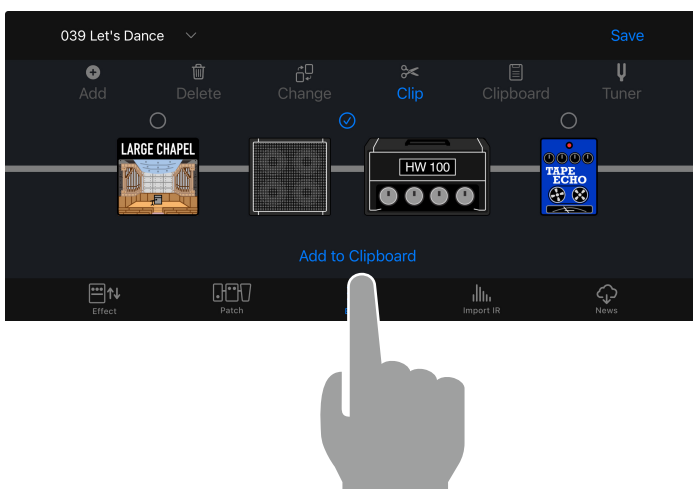 039 Let's Dance
Save
Add
Delete
Change
Clip
Clipboard
Tuner
LARGE CHAPEL
HW 100
TAPE
ECHO
Add to Clipboard
Effect
Patch
Import IR
News